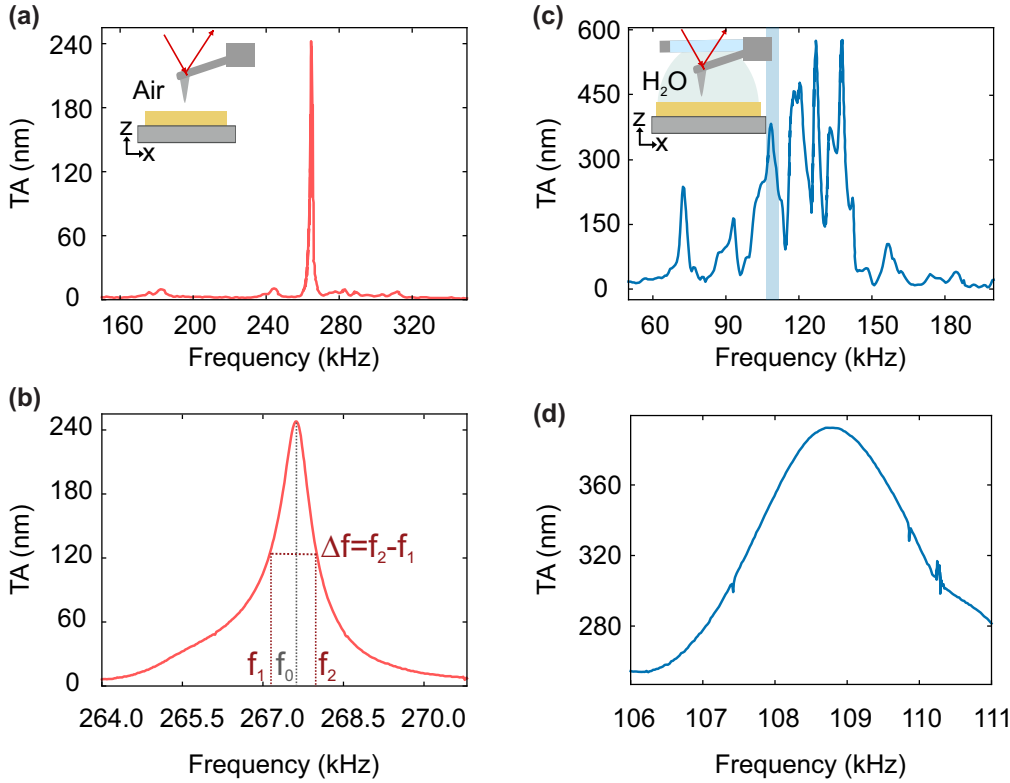 (a)
240
180
120
60
0
TA (nm)
Air
z
x
160
200
240
280
320
Frequency (kHz)
(b)
240
180
120
60
0
TA (nm)
Δf=f₂-f₁
f₁
f₀
f₂
264.0
265.5
267.0
268.5
270.0
Frequency (kHz)
(c)
600
450
300
150
0
TA (nm)
H₂O
z
x
60
90
120
150
180
Frequency (kHz)
(d)
360
320
280
TA (nm)
106
107
108
109
110
111
Frequency (kHz)